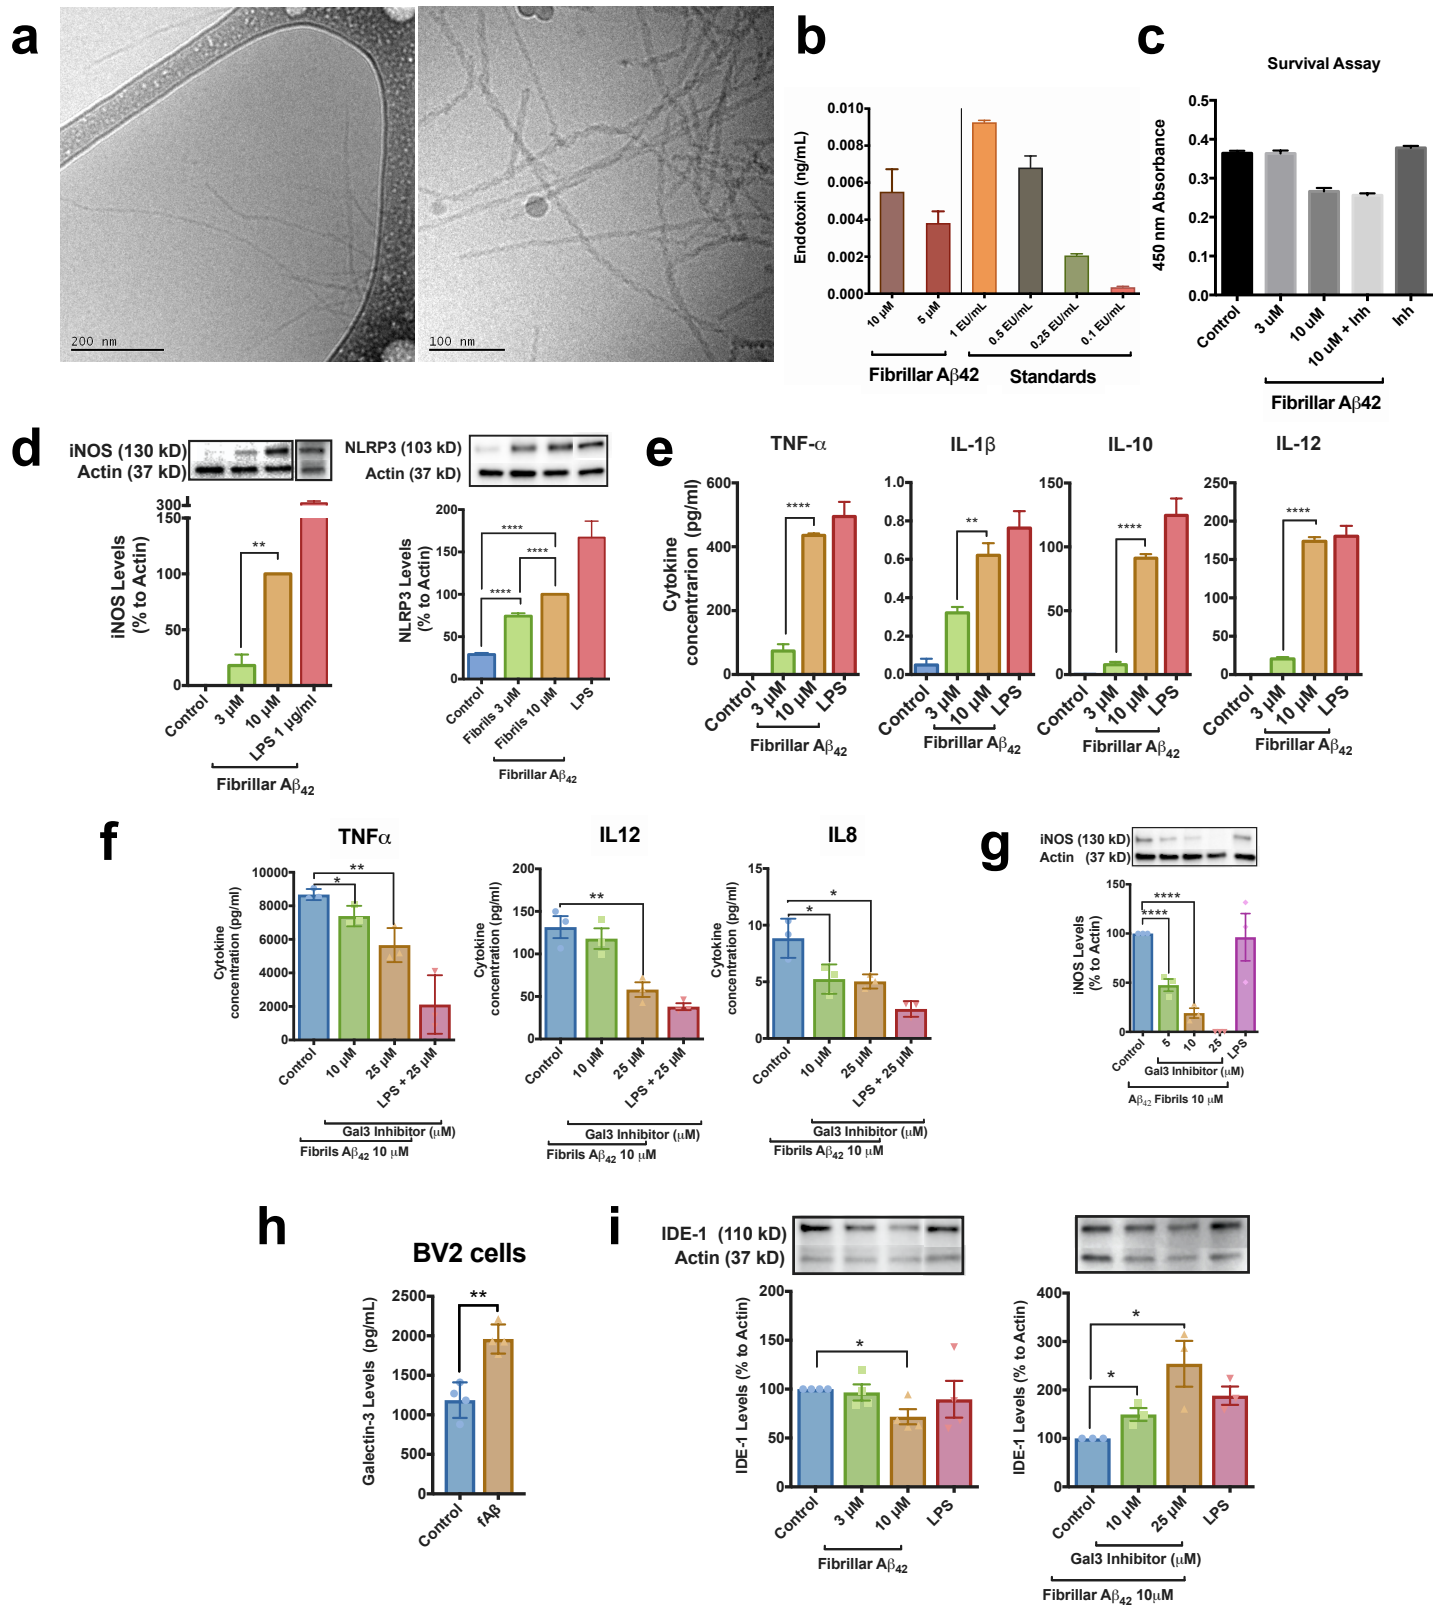 a
200 nm
100 nm
b
Endotoxin (ng/mL)
0.010
0.008
0.006
0.004
0.002
0.000
10 µM
5 µM
1 EU/mL
0.5 EU/mL
0.25 EU/mL
0.1 EU/mL
Fibrillar Aβ42
Standards
c
Survival Assay
450 nm Absorbance
0.5
0.4
0.3
0.2
0.1
0.0
Control
3 uM
10 uM
10 uM + Inh
Inh
Fibrillar Aβ42
d
iNOS (130 kD)
Actin (37 kD)
iNOS Levels
(% to Actin)
300
150
100
50
0
**
Control
3 µM
10 µM
LPS 1 µg/ml
Fibrillar Aβ42
NLRP3 (103 kD)
Actin (37 kD)
NLRP3 Levels
(% to Actin)
200
150
100
50
0
****
****
****
Control
Fibrils 3 µM
Fibrils 10 µM
LPS
Fibrillar Aβ42
e
Cytokine
concentrarion (pg/ml)
TNF-α
600
400
200
0
****
Control
3 µM
10 µM
LPS
Fibrillar Aβ42
IL-1β
0.8
0.6
0.4
0.2
0.0
**
Control
3 µM
10 µM
LPS
Fibrillar Aβ42
IL-10
150
100
50
0
****
Control
3 µM
10 µM
LPS
Fibrillar Aβ42
IL-12
250
200
150
100
50
0
****
Control
3 µM
10 µM
LPS
Fibrillar Aβ42
f
TNFα
Cytokine
concentration (pg/ml)
10000
8000
6000
4000
2000
0
**
*
Control
10 µM
25 µM
LPS + 25 µM
Gal3 Inhibitor (µM)
Fibrils Aβ42 10 µM
IL12
Cytokine
concentration (pg/ml)
200
150
100
50
0
**
Control
10 µM
25 µM
LPS + 25 µM
Gal3 Inhibitor (µM)
Fibrils Aβ42 10 µM
IL8
Cytokine
concentration (pg/ml)
15
10
5
0
*
*
Control
10 µM
25 µM
LPS + 25 µM
Gal3 Inhibitor (µM)
Fibrils Aβ42 10 µM
g
iNOS (130 kD)
Actin (37 kD)
iNOS Levels
(% to Actin)
150
100
50
0
****
****
Control
5
10
25
LPS
Gal3 Inhibitor (µM)
Aβ42 Fibrils 10 µM
h
BV2 cells
Galectin-3 Levels (pg/mL)
2500
2000
1500
1000
500
0
**
Control
fAβ
i
IDE-1 (110 kD)
Actin (37 kD)
IDE-1 Levels (% to Actin)
200
150
100
50
0
*
Control
3 µM
10 µM
LPS
Fibrillar Aβ42
IDE-1 Levels (% to Actin)
400
300
200
100
0
*
*
Control
10 µM
25 µM
LPS
Gal3 Inhibitor (µM)
Fibrillar Aβ42 10µM